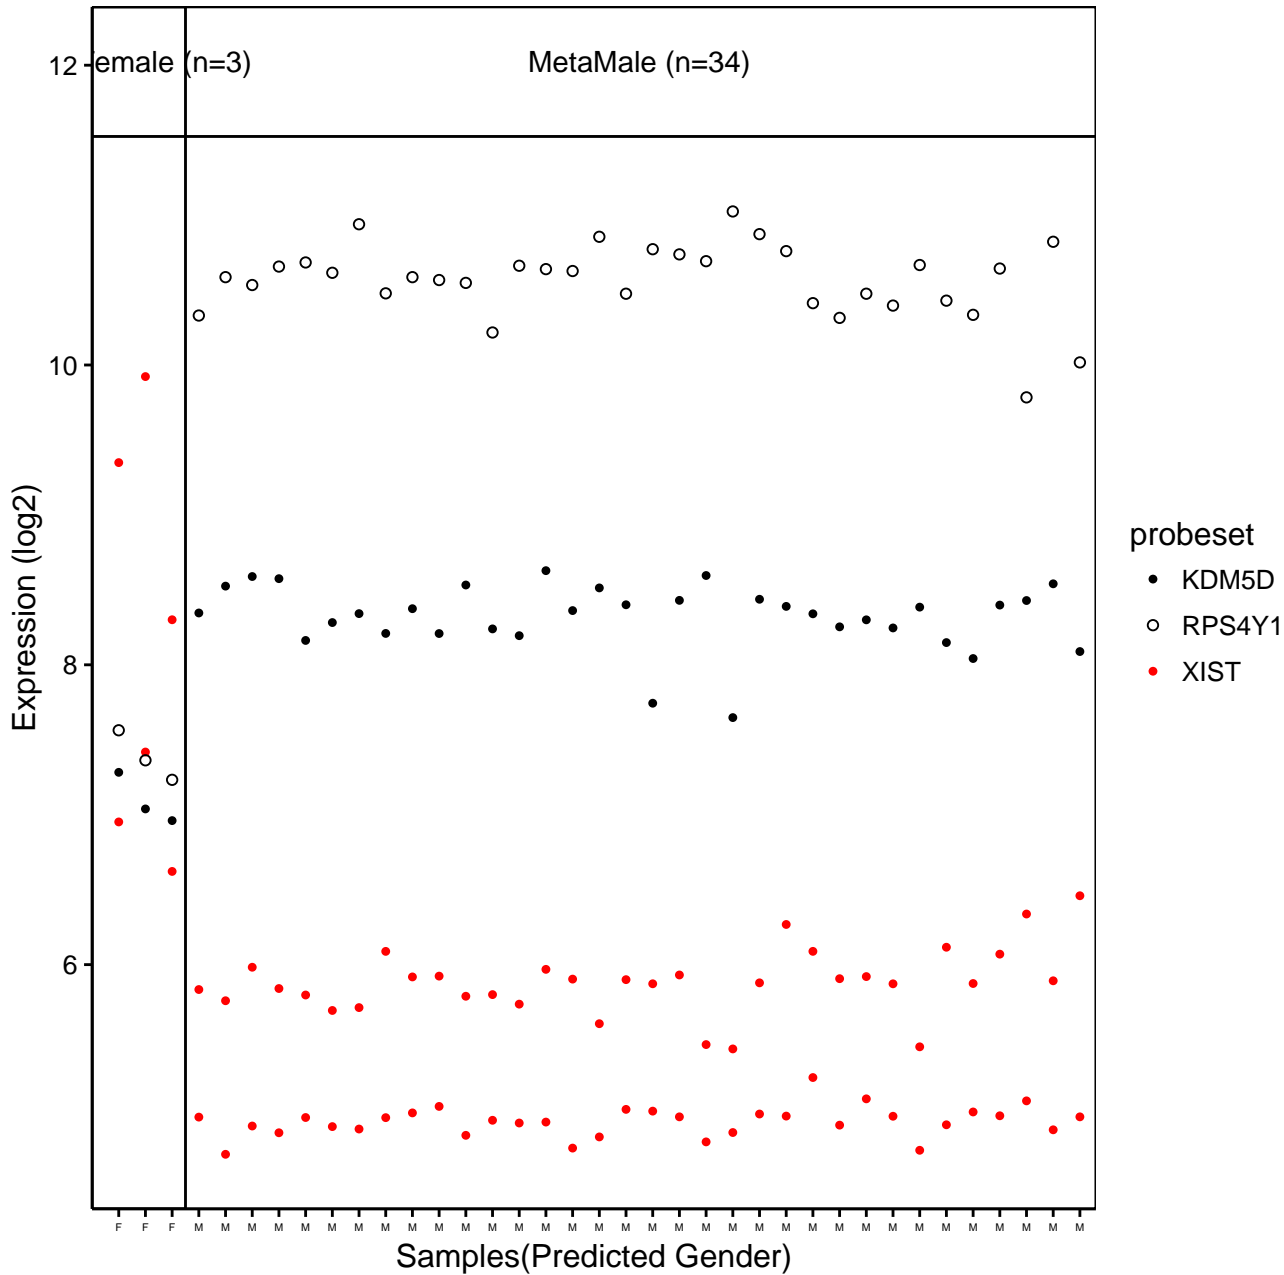 emale (n=3) MetaMale (n=34)
12
10
8
6
Expression (log2)
probeset
KDM5D
RPS4Y1
XIST
F F F M M M M M M M M M M M M M M M M M M M M M M M M M M M M M M M M M M
Samples(Predicted Gender)